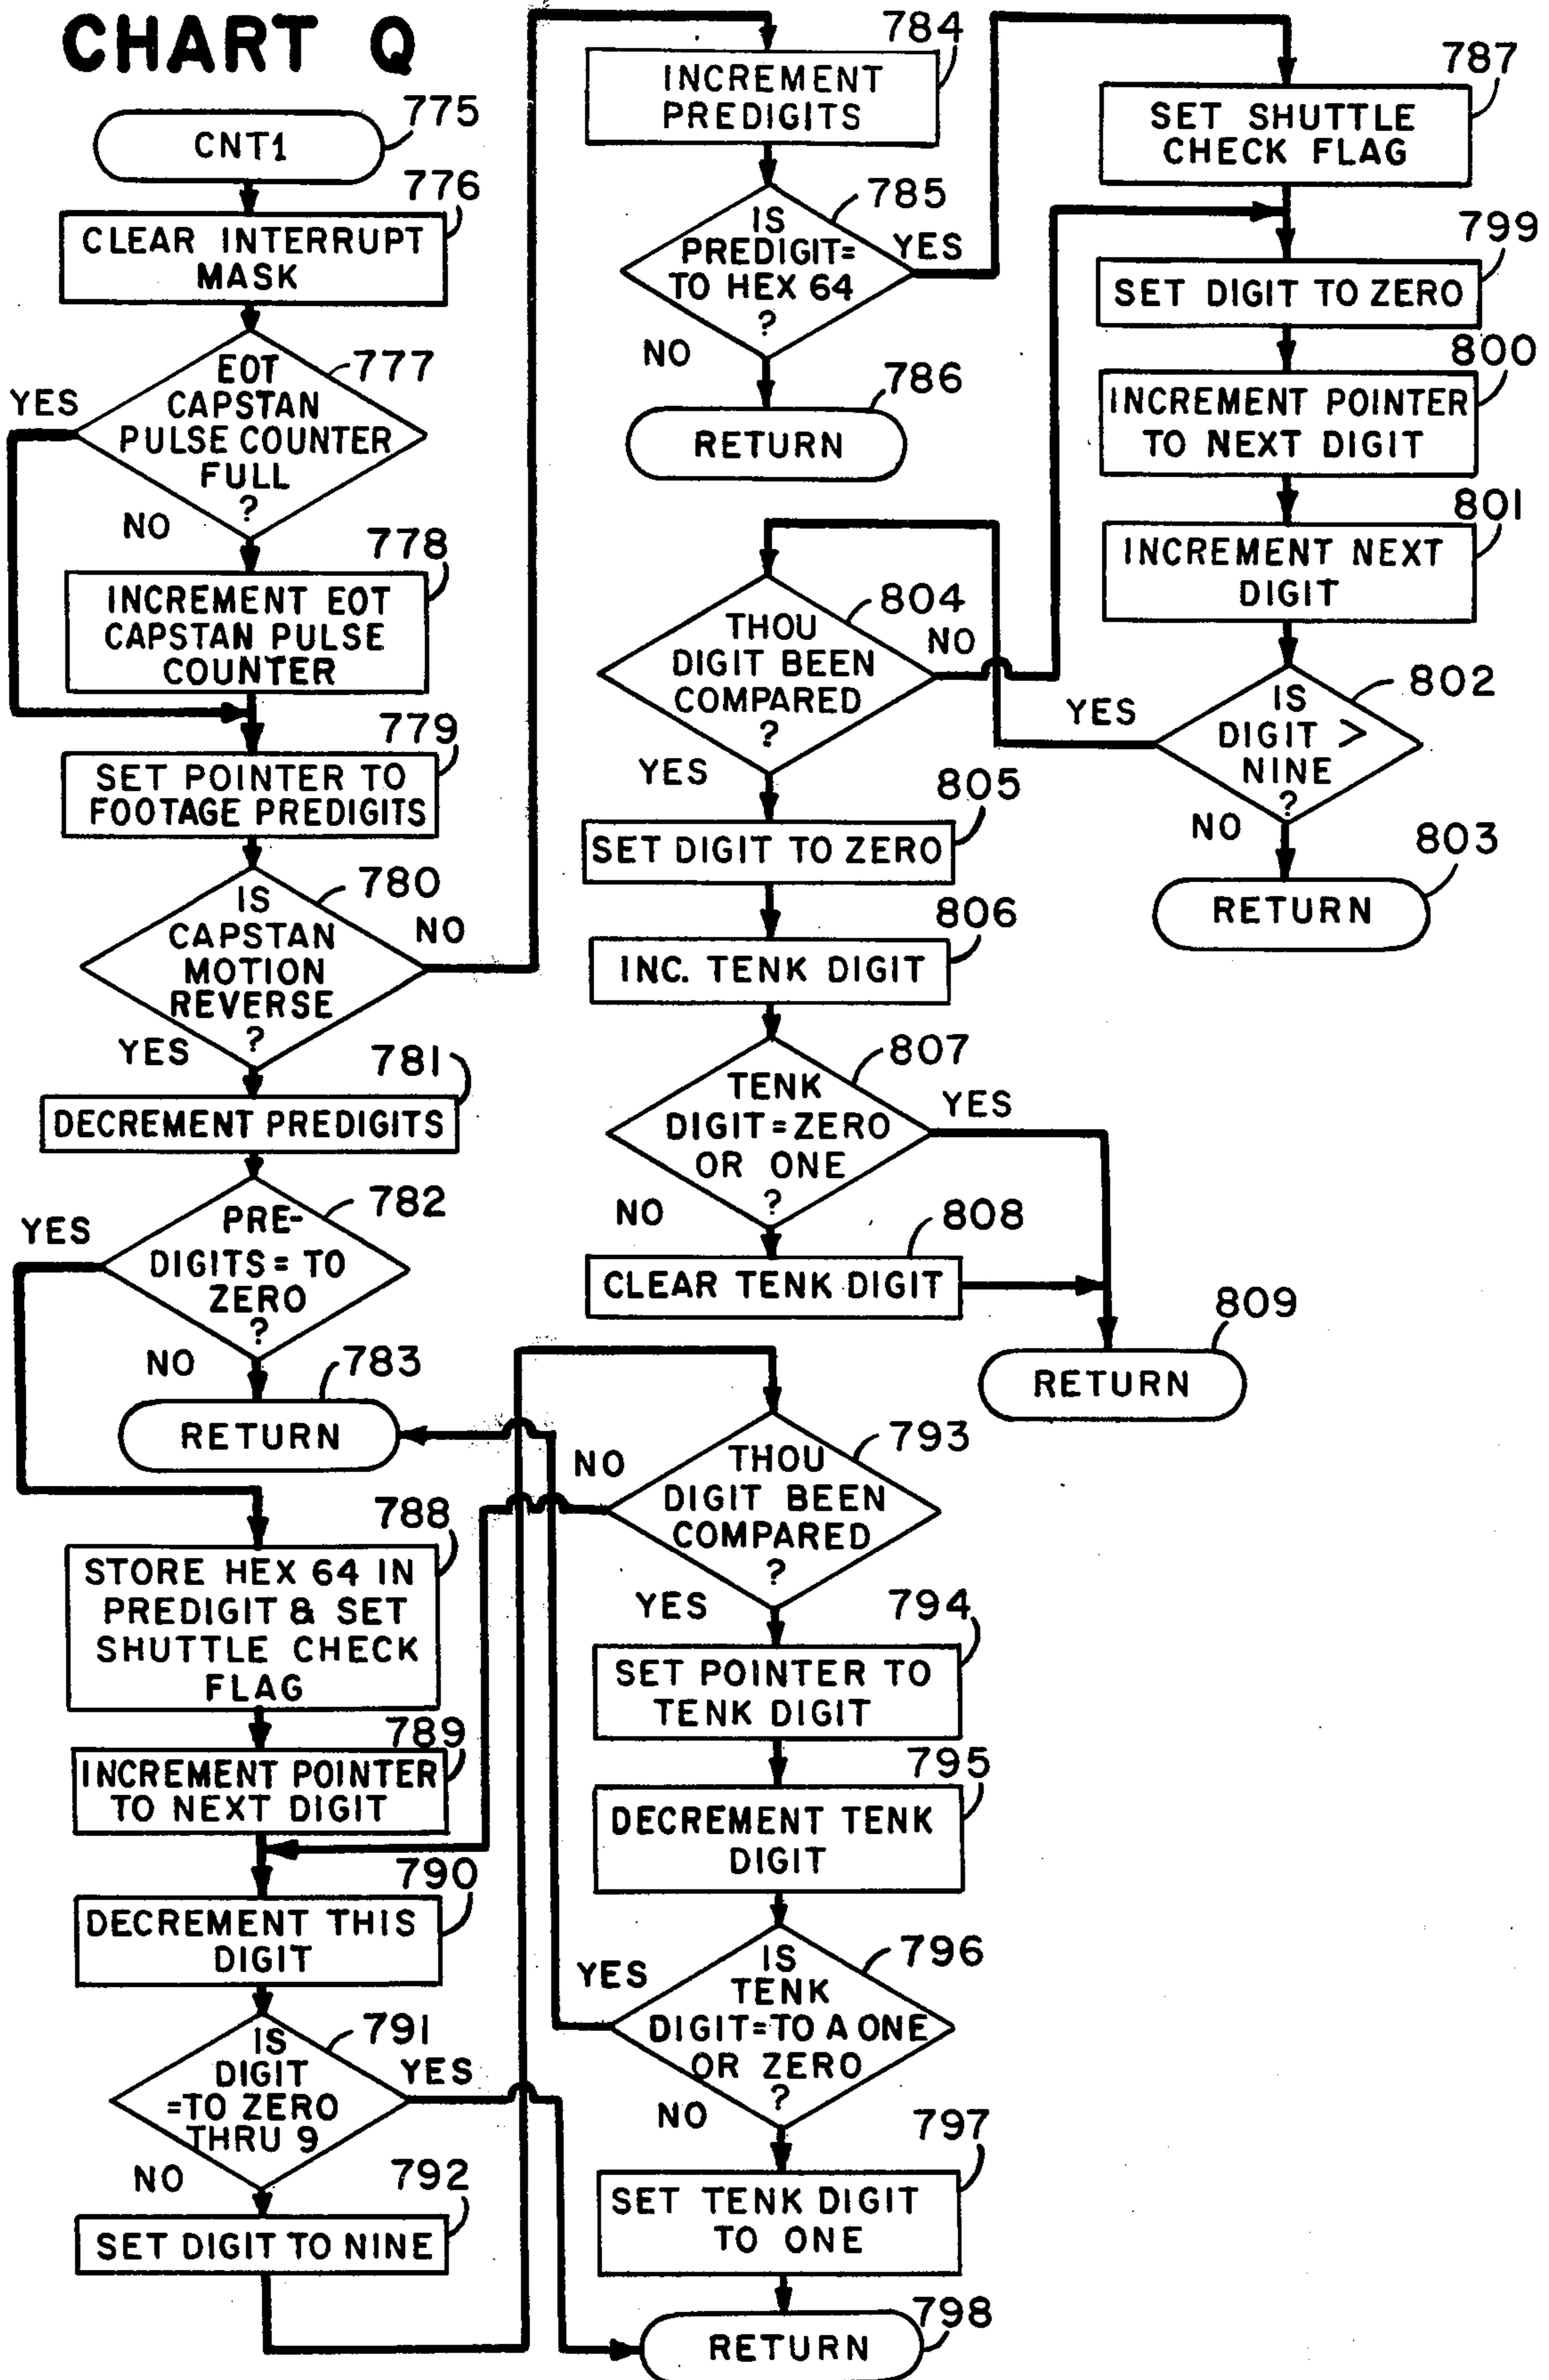 CHART Q
775
CNT1
776
CLEAR INTERRUPT
MASK
777
EOT
CAPSTAN
PULSE COUNTER
FULL
?
YES
NO
778
INCREMENT EOT
CAPSTAN PULSE
COUNTER
779
SET POINTER TO
FOOTAGE PREDIGITS
780
IS
CAPSTAN
MOTION
REVERSE
?
NO
YES
781
DECREMENT PREDIGITS
782
PRE-
DIGITS = TO
ZERO
?
YES
NO
783
RETURN
788
STORE HEX 64 IN
PREDIGIT & SET
SHUTTLE CHECK
FLAG
789
INCREMENT POINTER
TO NEXT DIGIT
790
DECREMENT THIS
DIGIT
791
IS
DIGIT
=TO ZERO
THRU 9
YES
NO
792
SET DIGIT TO NINE
784
INCREMENT
PREDIGITS
785
IS
PREDIGIT=
TO HEX 64
?
YES
NO
786
RETURN
804
THOU
DIGIT BEEN
COMPARED
?
NO
YES
805
SET DIGIT TO ZERO
806
INC. TENK DIGIT
807
TENK
DIGIT = ZERO
OR ONE
?
YES
NO
808
CLEAR TENK DIGIT
809
RETURN
793
THOU
DIGIT BEEN
COMPARED
?
NO
YES
794
SET POINTER TO
TENK DIGIT
795
DECREMENT TENK
DIGIT
796
IS
TENK
DIGIT=TO A ONE
OR ZERO
?
YES
NO
797
SET TENK DIGIT
TO ONE
798
RETURN
787
SET SHUTTLE
CHECK FLAG
799
SET DIGIT TO ZERO
800
INCREMENT POINTER
TO NEXT DIGIT
801
INCREMENT NEXT
DIGIT
802
IS
DIGIT >
NINE
?
YES
NO
803
RETURN